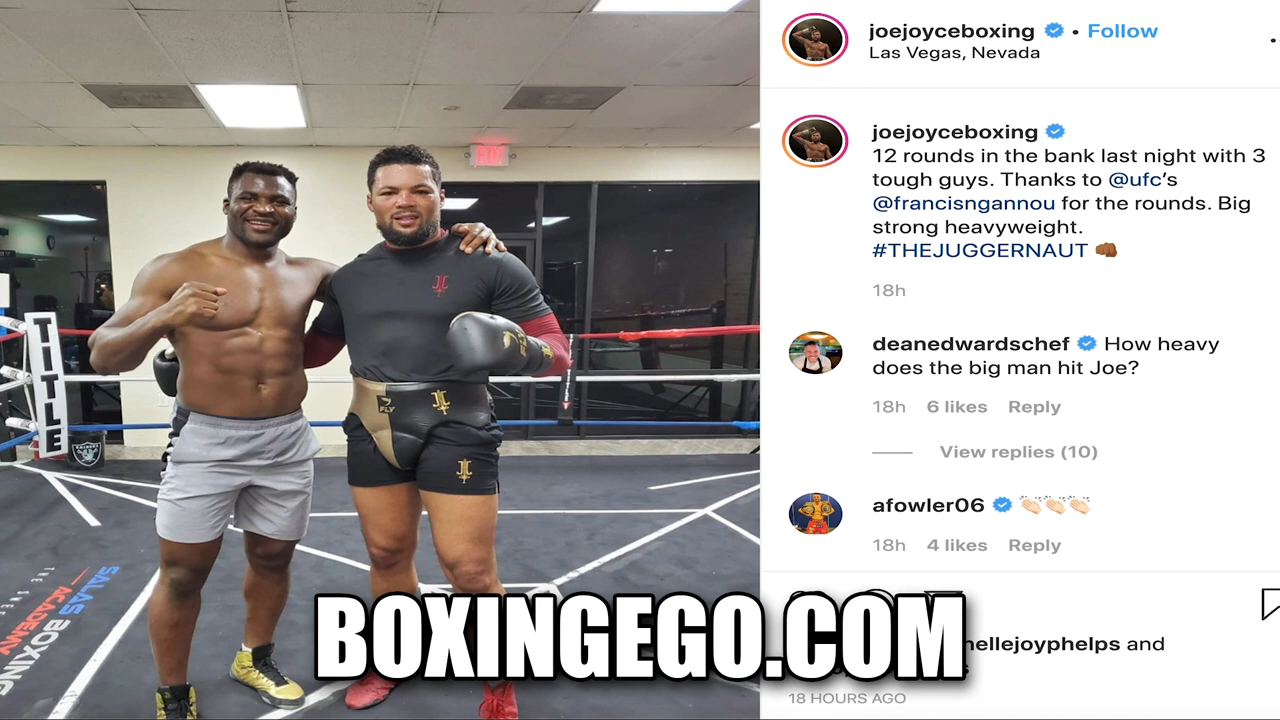 joejoyceboxing • Follow
Las Vegas, Nevada
joejoyceboxing
12 rounds in the bank last night with 3
tough guys. Thanks to @ufc’s
@francisngannou for the rounds. Big
strong heavyweight.
#THEJUGGERNAUT 👊🏾
18h
deanedwardschef How heavy
does the big man hit Joe?
18h 6 likes Reply
View replies (10)
afowler06 👏🏻👏🏻👏🏻
18h 4 likes Reply
hellejoyphelps and
18 HOURS AGO
EXIT
TITLE
RAIDERS
FLY
FLY
SALAS BOXING
ACADEMY
BOXINGEGO.COM